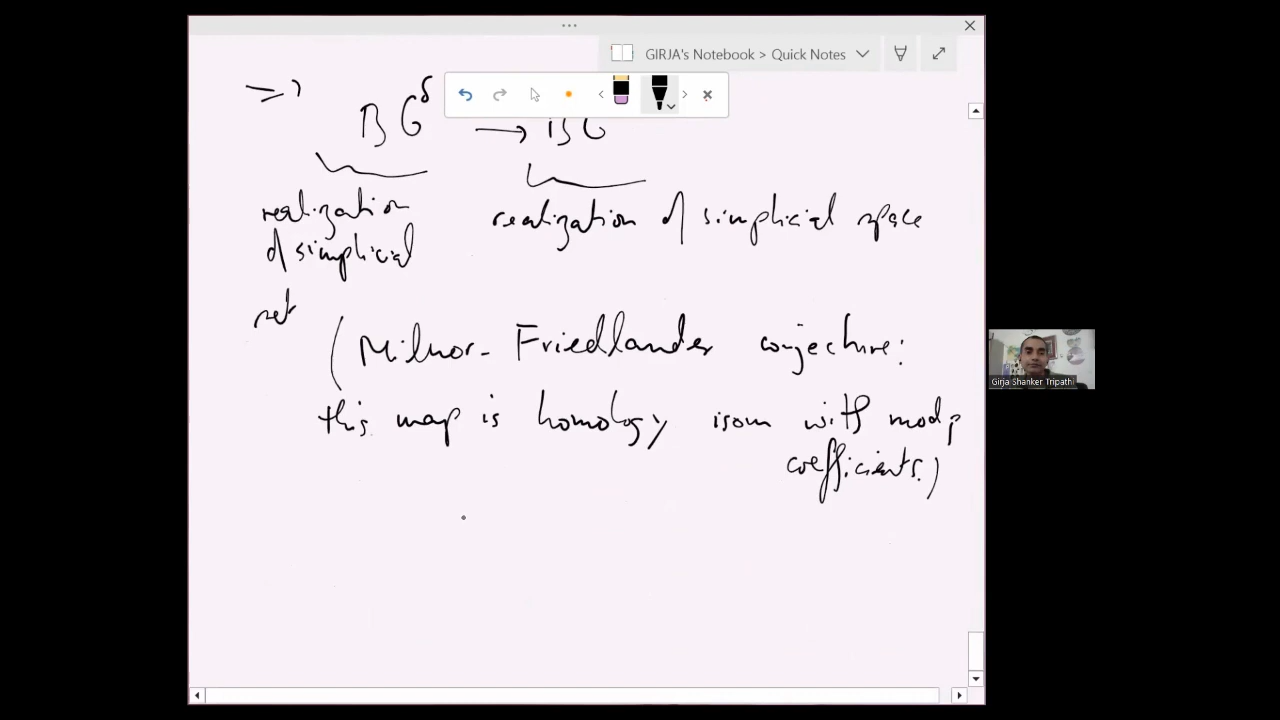 GIRJA's Notebook > Quick Notes
=> BG^δ → BG
realization realization of simplicial space
of simplicial
set
(Milnor-Friedlander conjecture:
this map is homology isom with mod p
coefficients.)
Girja Shanker Tripathi